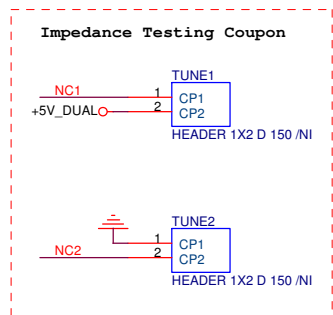 Impedance Testing Coupon
TUNE1
NC1 1 CP1
+5V_DUAL 2 CP2
HEADER 1X2 D 150 /NI
TUNE2
1 CP1
NC2 2 CP2
HEADER 1X2 D 150 /NI